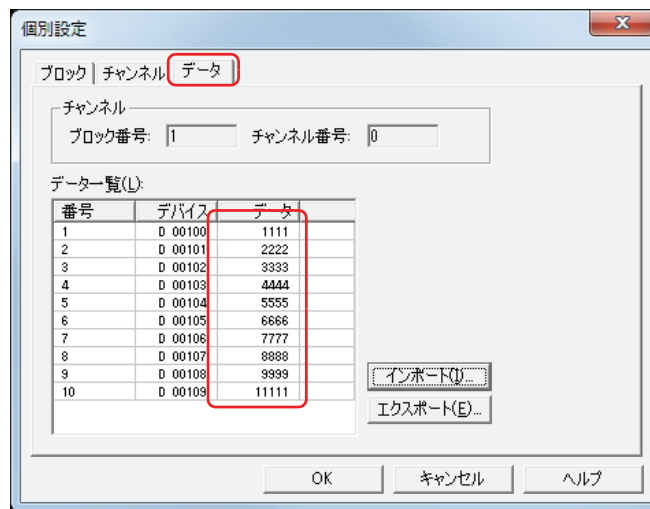 個別設定
ブロック チャンネル データ
チャンネル
ブロック番号: 1 チャンネル番号: 0
データ一覧(L):
番号 デバイス データ
1 D 00100 1111
2 D 00101 2222
3 D 00102 3333
4 D 00103 4444
5 D 00104 5555
6 D 00105 6666
7 D 00106 7777
8 D 00107 8888
9 D 00108 9999
10 D 00109 11111
インポート(I)...
エクスポート(E)...
OK キャンセル ヘルプ